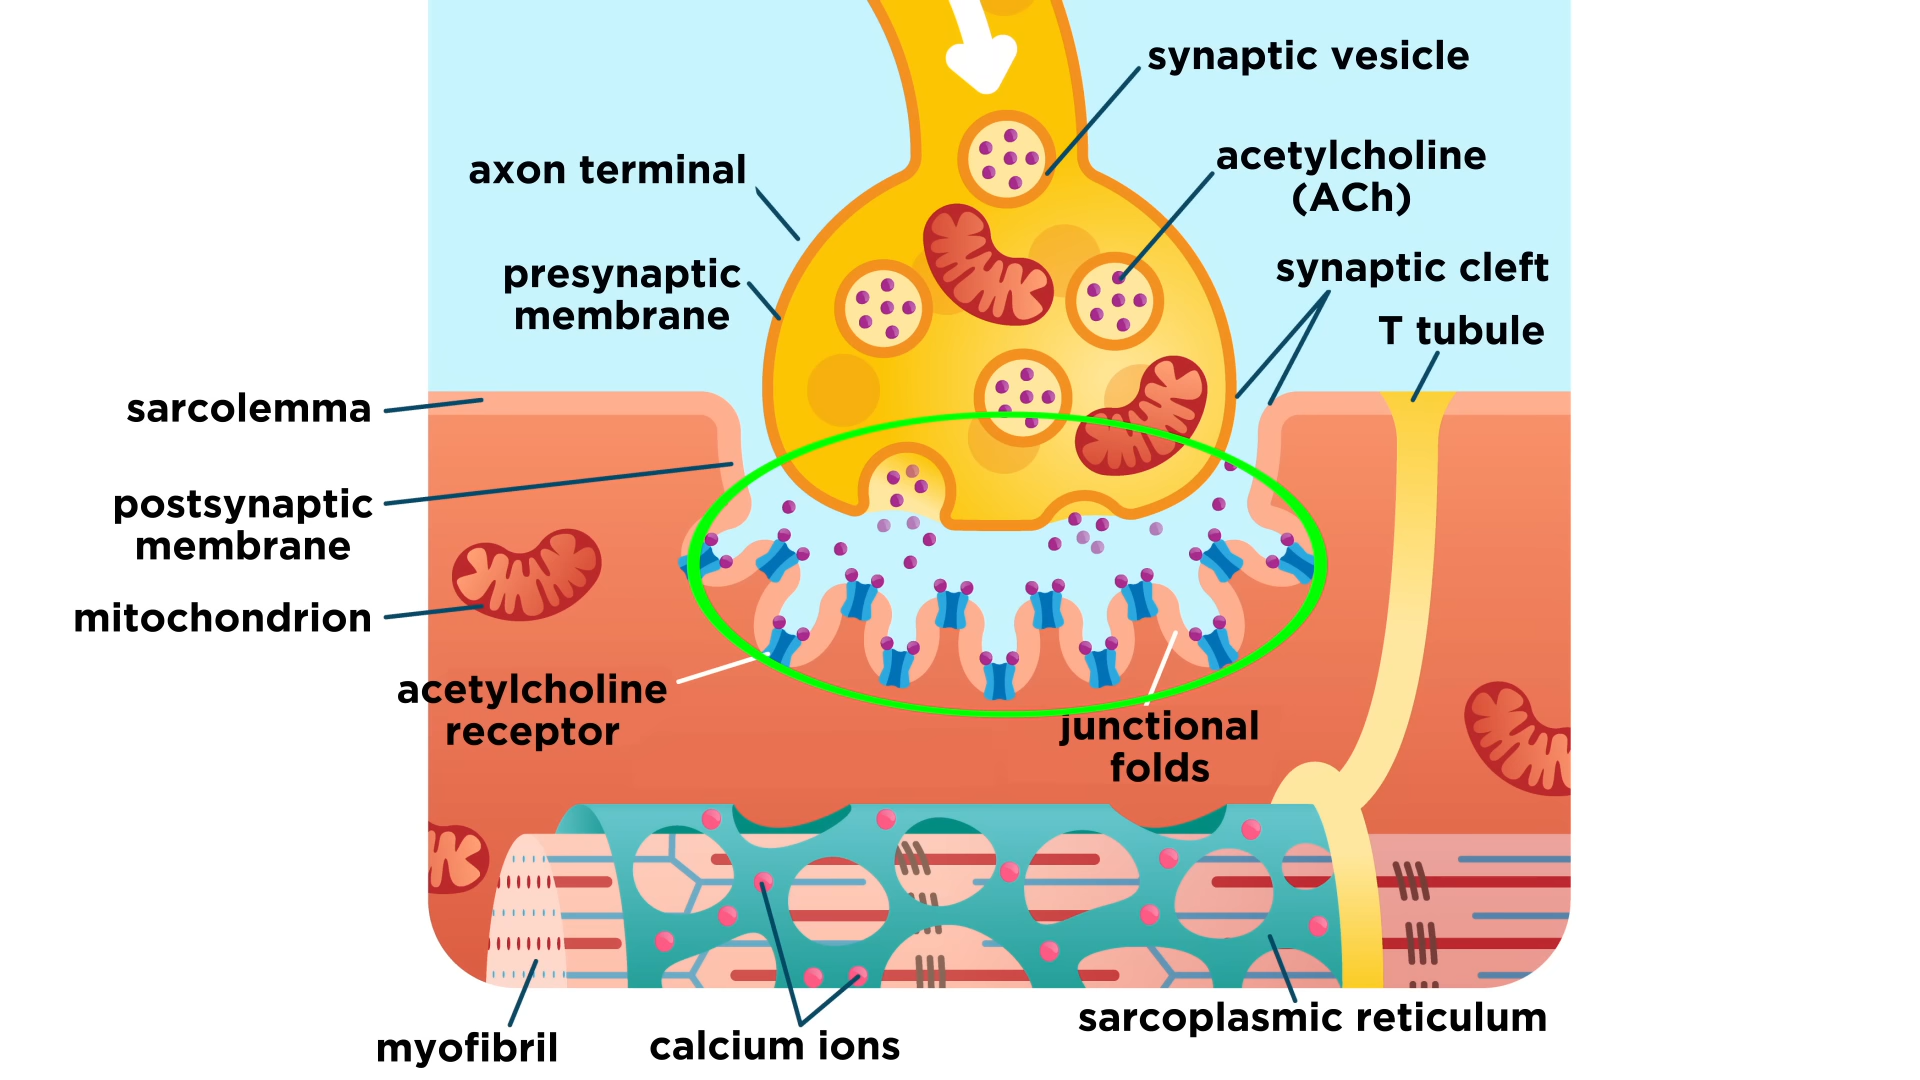 synaptic vesicle
acetylcholine
(ACh)
axon terminal
synaptic cleft
presynaptic
membrane
T tubule
sarcolemma
postsynaptic
membrane
mitochondrion
acetylcholine
receptor
junctional
folds
sarcoplasmic reticulum
myofibril
calcium ions